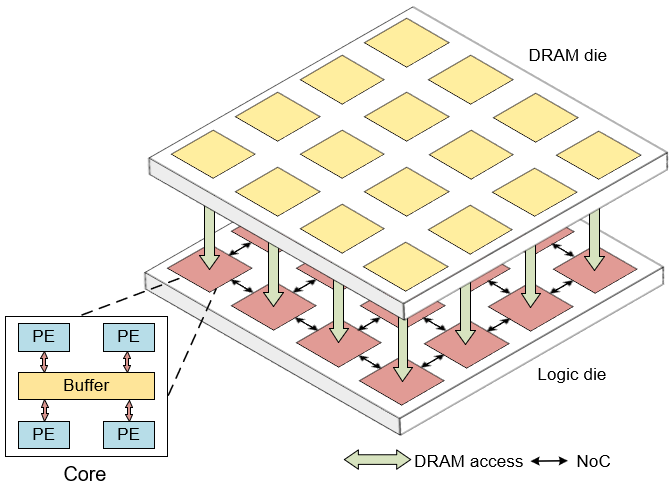 DRAM die
PE
PE
Buffer
PE
PE
Core
Logic die
DRAM access
NoC